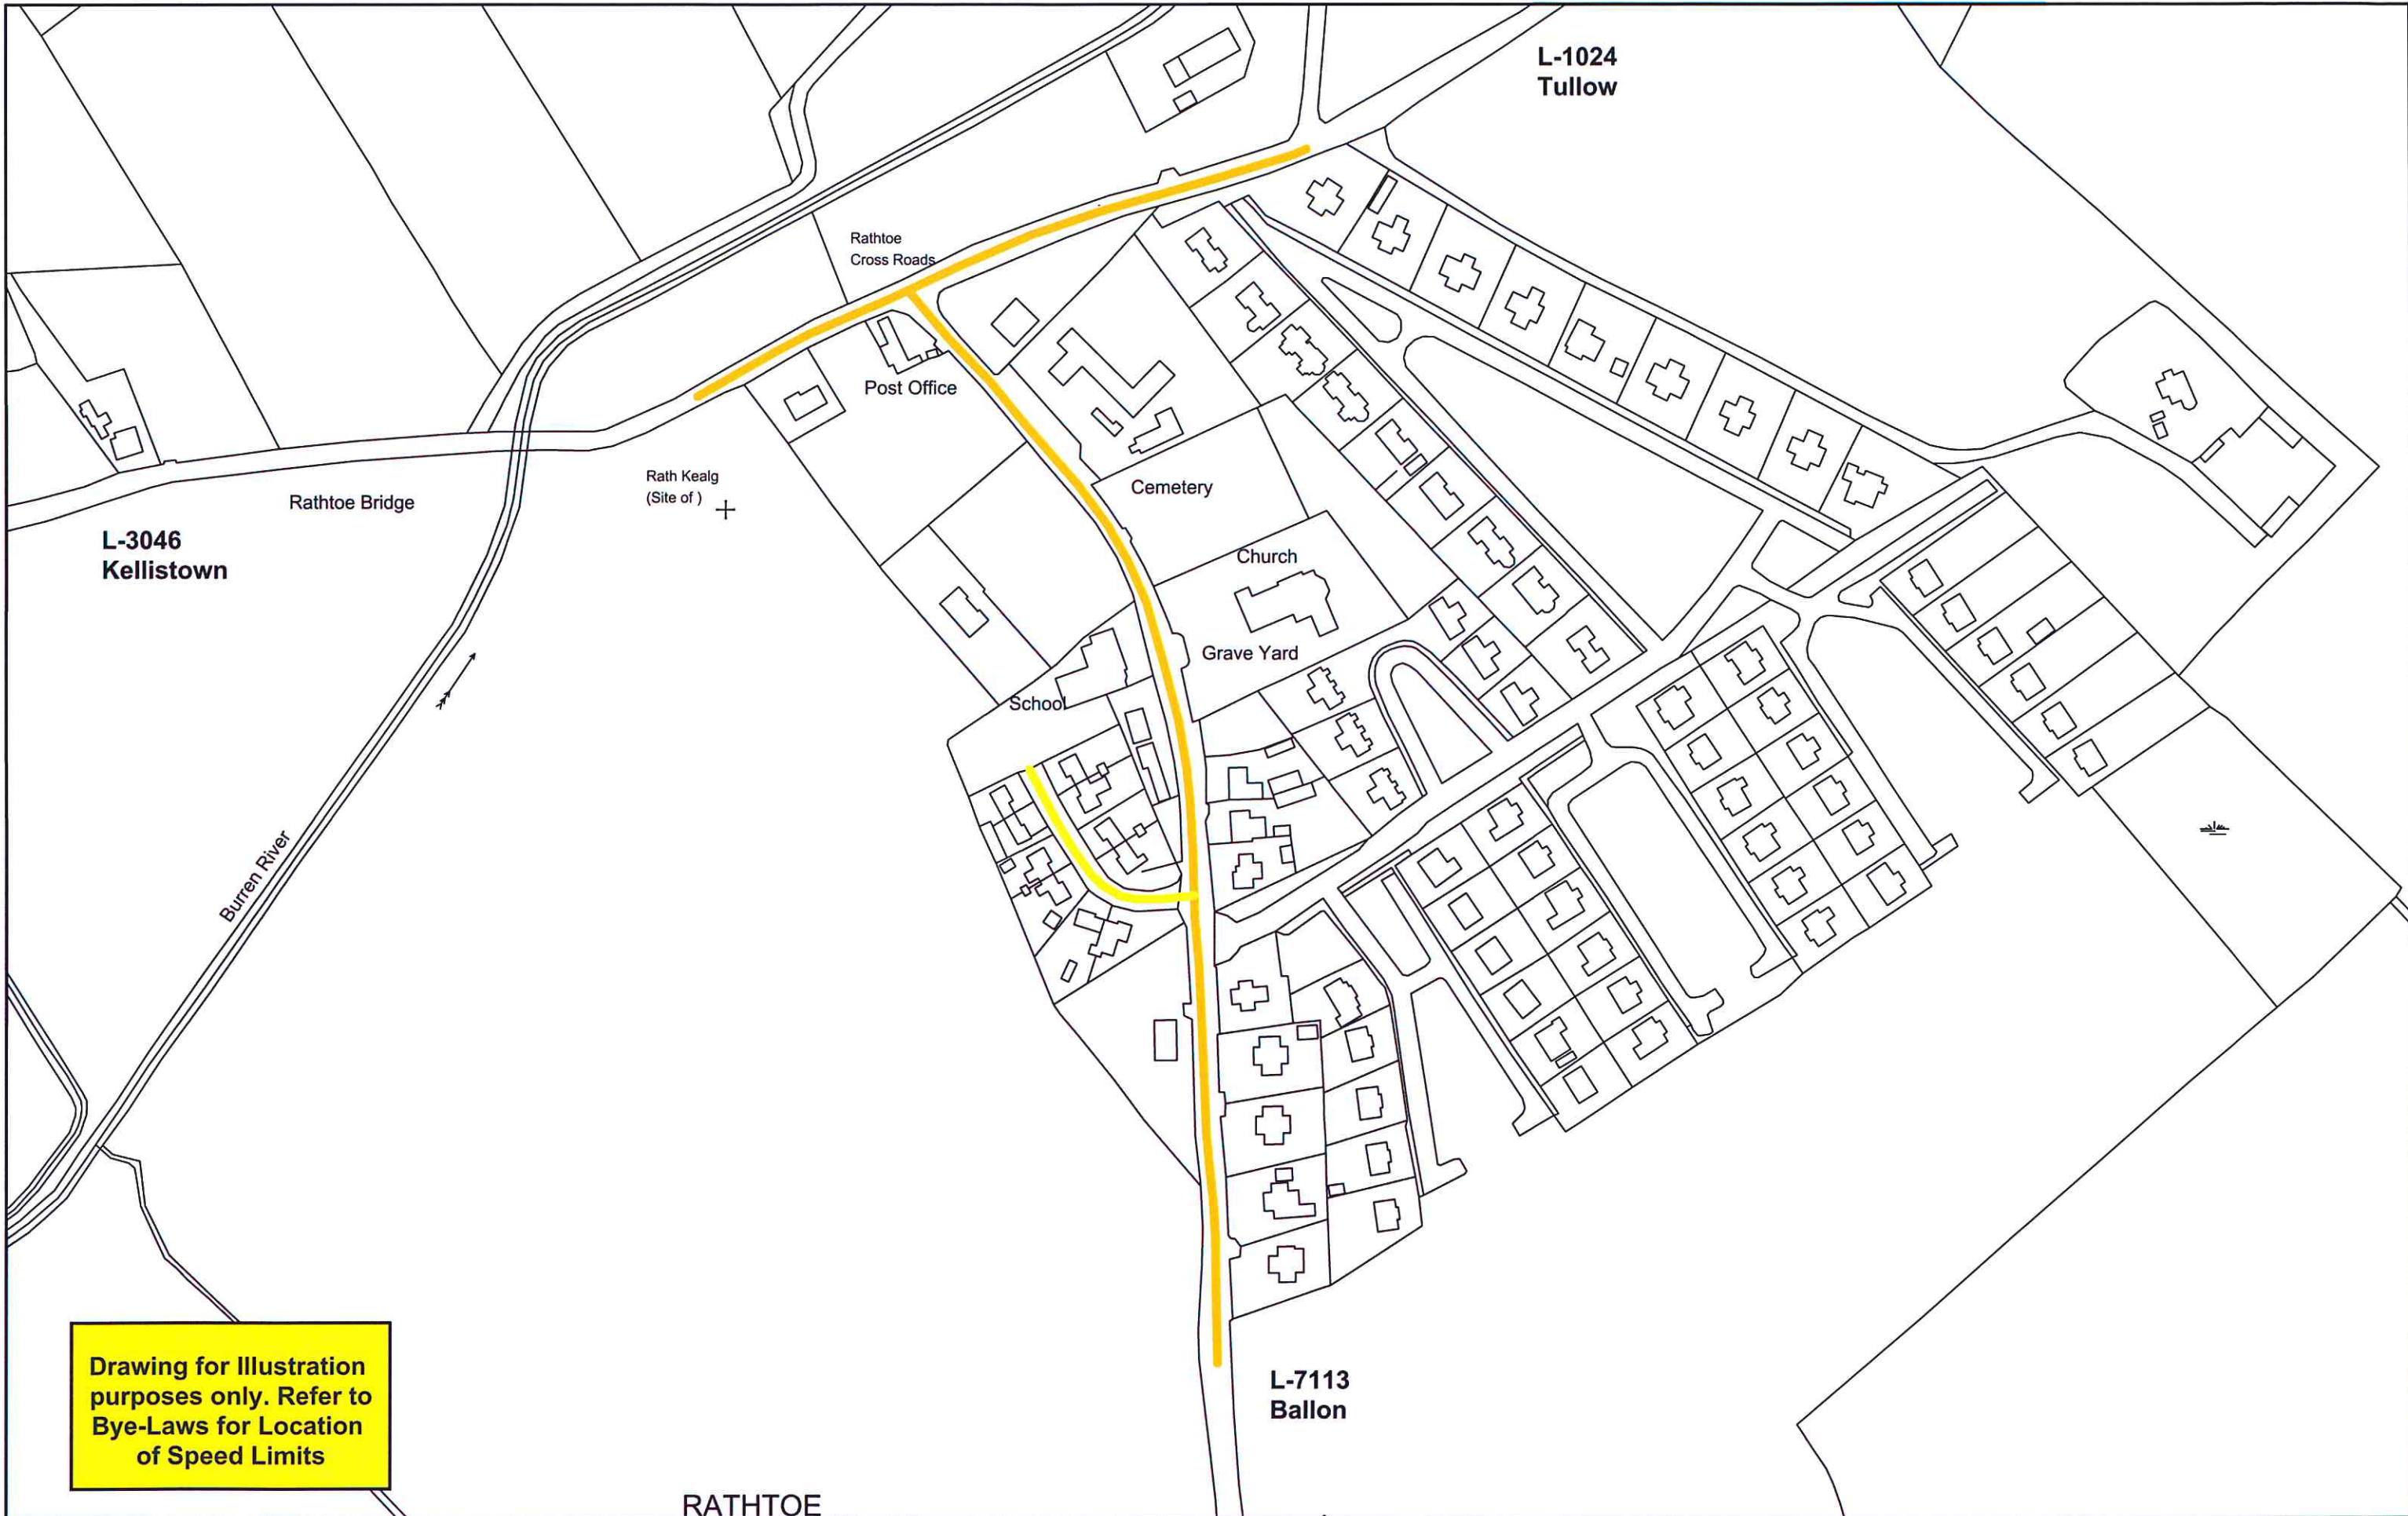 L-1024
Tullow
Rathtoe
Cross Roads
Post Office
Rath Kealg
(Site of )
Cemetery
Rathtoe Bridge
L-3046
Kellistown
Church
Grave Yard
School
Burren River
Drawing for Illustration
purposes only. Refer to
Bye-Laws for Location
of Speed Limits
L-7113
Ballon
RATHTOE